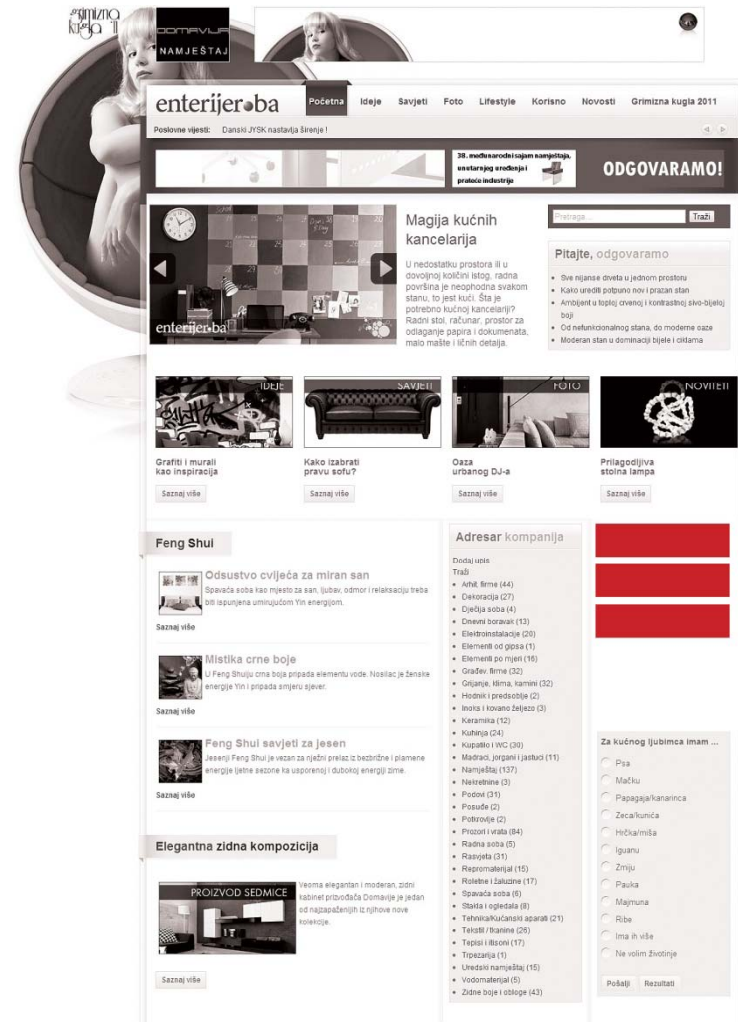 grimizna
kugla 11
DOMAVIJA
NAMJEŠTAJ
enterijer•ba
Početna
Ideje
Savjeti
Foto
Lifestyle
Korisno
Novosti
Grimizna kugla 2011
Poslovne vijesti: Danski JYSK nastavlja širenje !
38. međunarodni sajam namještaja,
unutarnjeg uređenja i
prateće industrije
ODGOVARAMO!
enterijer•ba
Magija kućnih
kancelarija
U nedostatku prostora ili u
dovoljnoj količini istog, radna
površina je neophodna svakom
stanu, to jest kući. Šta je
potrebno kućnoj kancelariji?
Radni stol, računar, prostor za
odlaganje papira i dokumenata,
malo mašte i ličnih detalja.
Pretraga...
Traži
Pitajte, odgovaramo
Sve nijanse drveta u jednom prostoru
Kako urediti potpuno nov i prazan stan
Ambijent u toploj crvenoj i kontrastnoj sivo-bijeloj
boji
Od nefunkcionalnog stana, do moderne oaze
Moderan stan u dominaciji bijele i ciklama
IDEJE
Grafiti i murali
kao inspiracija
Saznaj više
SAVJETI
Kako izabrati
pravu sofu?
Saznaj više
FOTO
Oaza
urbanog DJ-a
Saznaj više
NOVITETI
Prilagodljiva
stolna lampa
Saznaj više
Feng Shui
Odsustvo cvijeća za miran san
Spavaća soba kao mjesto za san, ljubav, odmor i relaksaciju treba
biti ispunjena umirujućom Yin energijom.
Saznaj više
Mistika crne boje
U Feng Shuiju crna boja pripada elementu vode. Nosilac je ženske
energije Yin i pripada smjeru sjever.
Saznaj više
Feng Shui savjeti za jesen
Jesenji Feng Shui je vezan za nježni prelaz iz bezbrižne i plamene
energije ljetne sezone ka usporenoj i dubokoj energiji zime.
Saznaj više
Elegantna zidna kompozicija
PROIZVOD SEDMICE
Veoma elegantan i moderan, zidni
kabinet prizvođača Domavije je jedan
od najzapaženijih iz njihove nove
kolekcije.
Saznaj više
Adresar kompanija
Dodaj upis
Traži
Arhit. firme (44)
Dekoracija (27)
Dječija soba (4)
Dnevni boravak (13)
Elektroinstalacije (20)
Elementi od gipsa (1)
Elementi po mjeri (16)
Građev. firme (32)
Grijanje, klima, kamini (32)
Hodnik i predsoblje (2)
Inoks i kovano željezo (3)
Keramika (12)
Kuhinja (24)
Kupatilo i WC (30)
Madraci, jorgani i jastuci (11)
Namještaj (137)
Nekretnine (3)
Podovi (31)
Posuđe (2)
Potkrovlje (2)
Prozori i vrata (84)
Radna soba (5)
Rasvjeta (31)
Repromaterijal (15)
Roletne i žaluzine (17)
Spavaća soba (6)
Stakla i ogledala (8)
Tehnika/Kućanski aparati (21)
Tekstil / tkanine (26)
Tepisi i itisoni (17)
Trpezarija (1)
Uredski namještaj (15)
Vodomaterijal (5)
Zidne boje i obloge (43)
Za kućnog ljubimca imam ...
Psa
Mačku
Papagaja/kanarinca
Zeca/kunića
Hrčka/miša
Iguanu
Zmiju
Pauka
Majmuna
Ribe
Ima ih više
Ne volim životinje
Pošalji
Rezultati